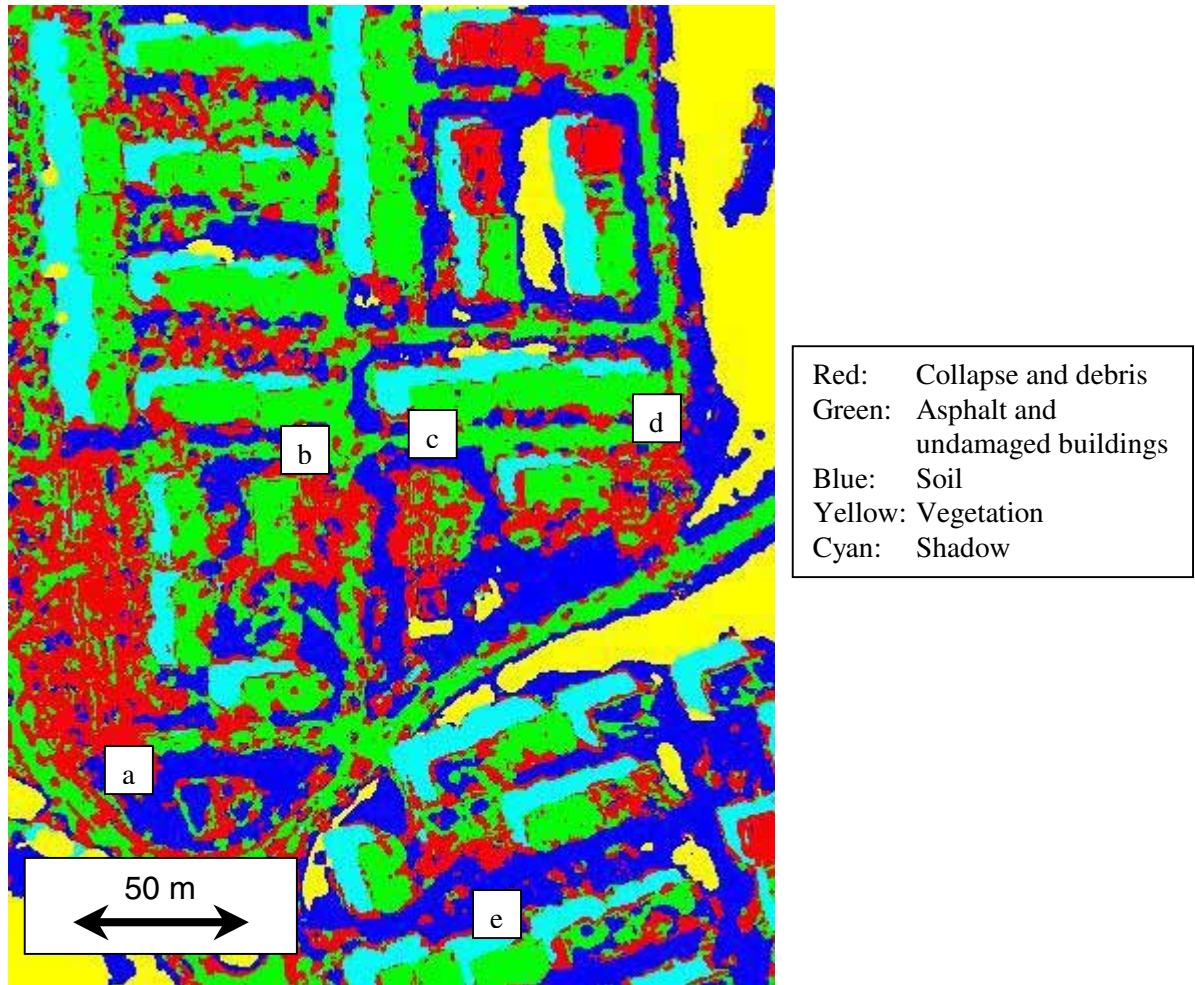 Red: Collapse and debris
Green: Asphalt and
undamaged buildings
Blue: Soil
Yellow: Vegetation
Cyan: Shadow
b
c
d
a
50 m
e